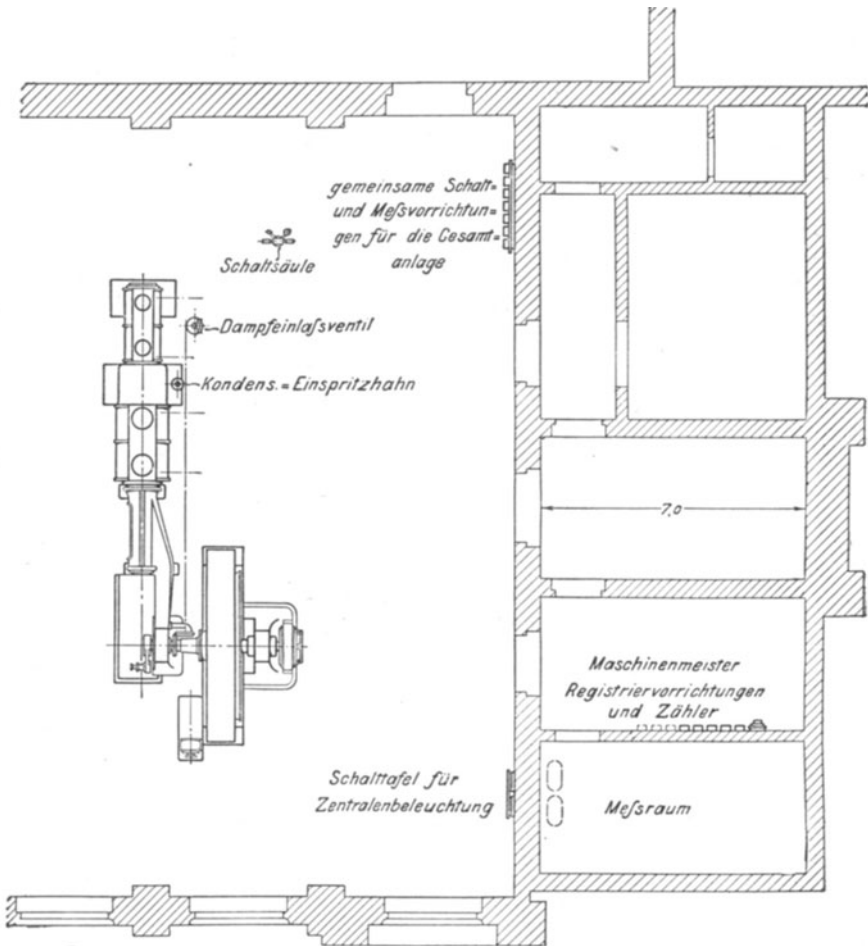 gemeinsame Schalt=
und Meſsvorrichtun=
gen für die Gesamt=
anlage
Schaltsäule
Dampfeinlaſsventil
Kondens.=Einspritzhahn
7,0
Maschinenmeister
Registriervorrichtungen
und Zähler
Schalttafel für
Zentralenbeleuchtung
Meſsraum